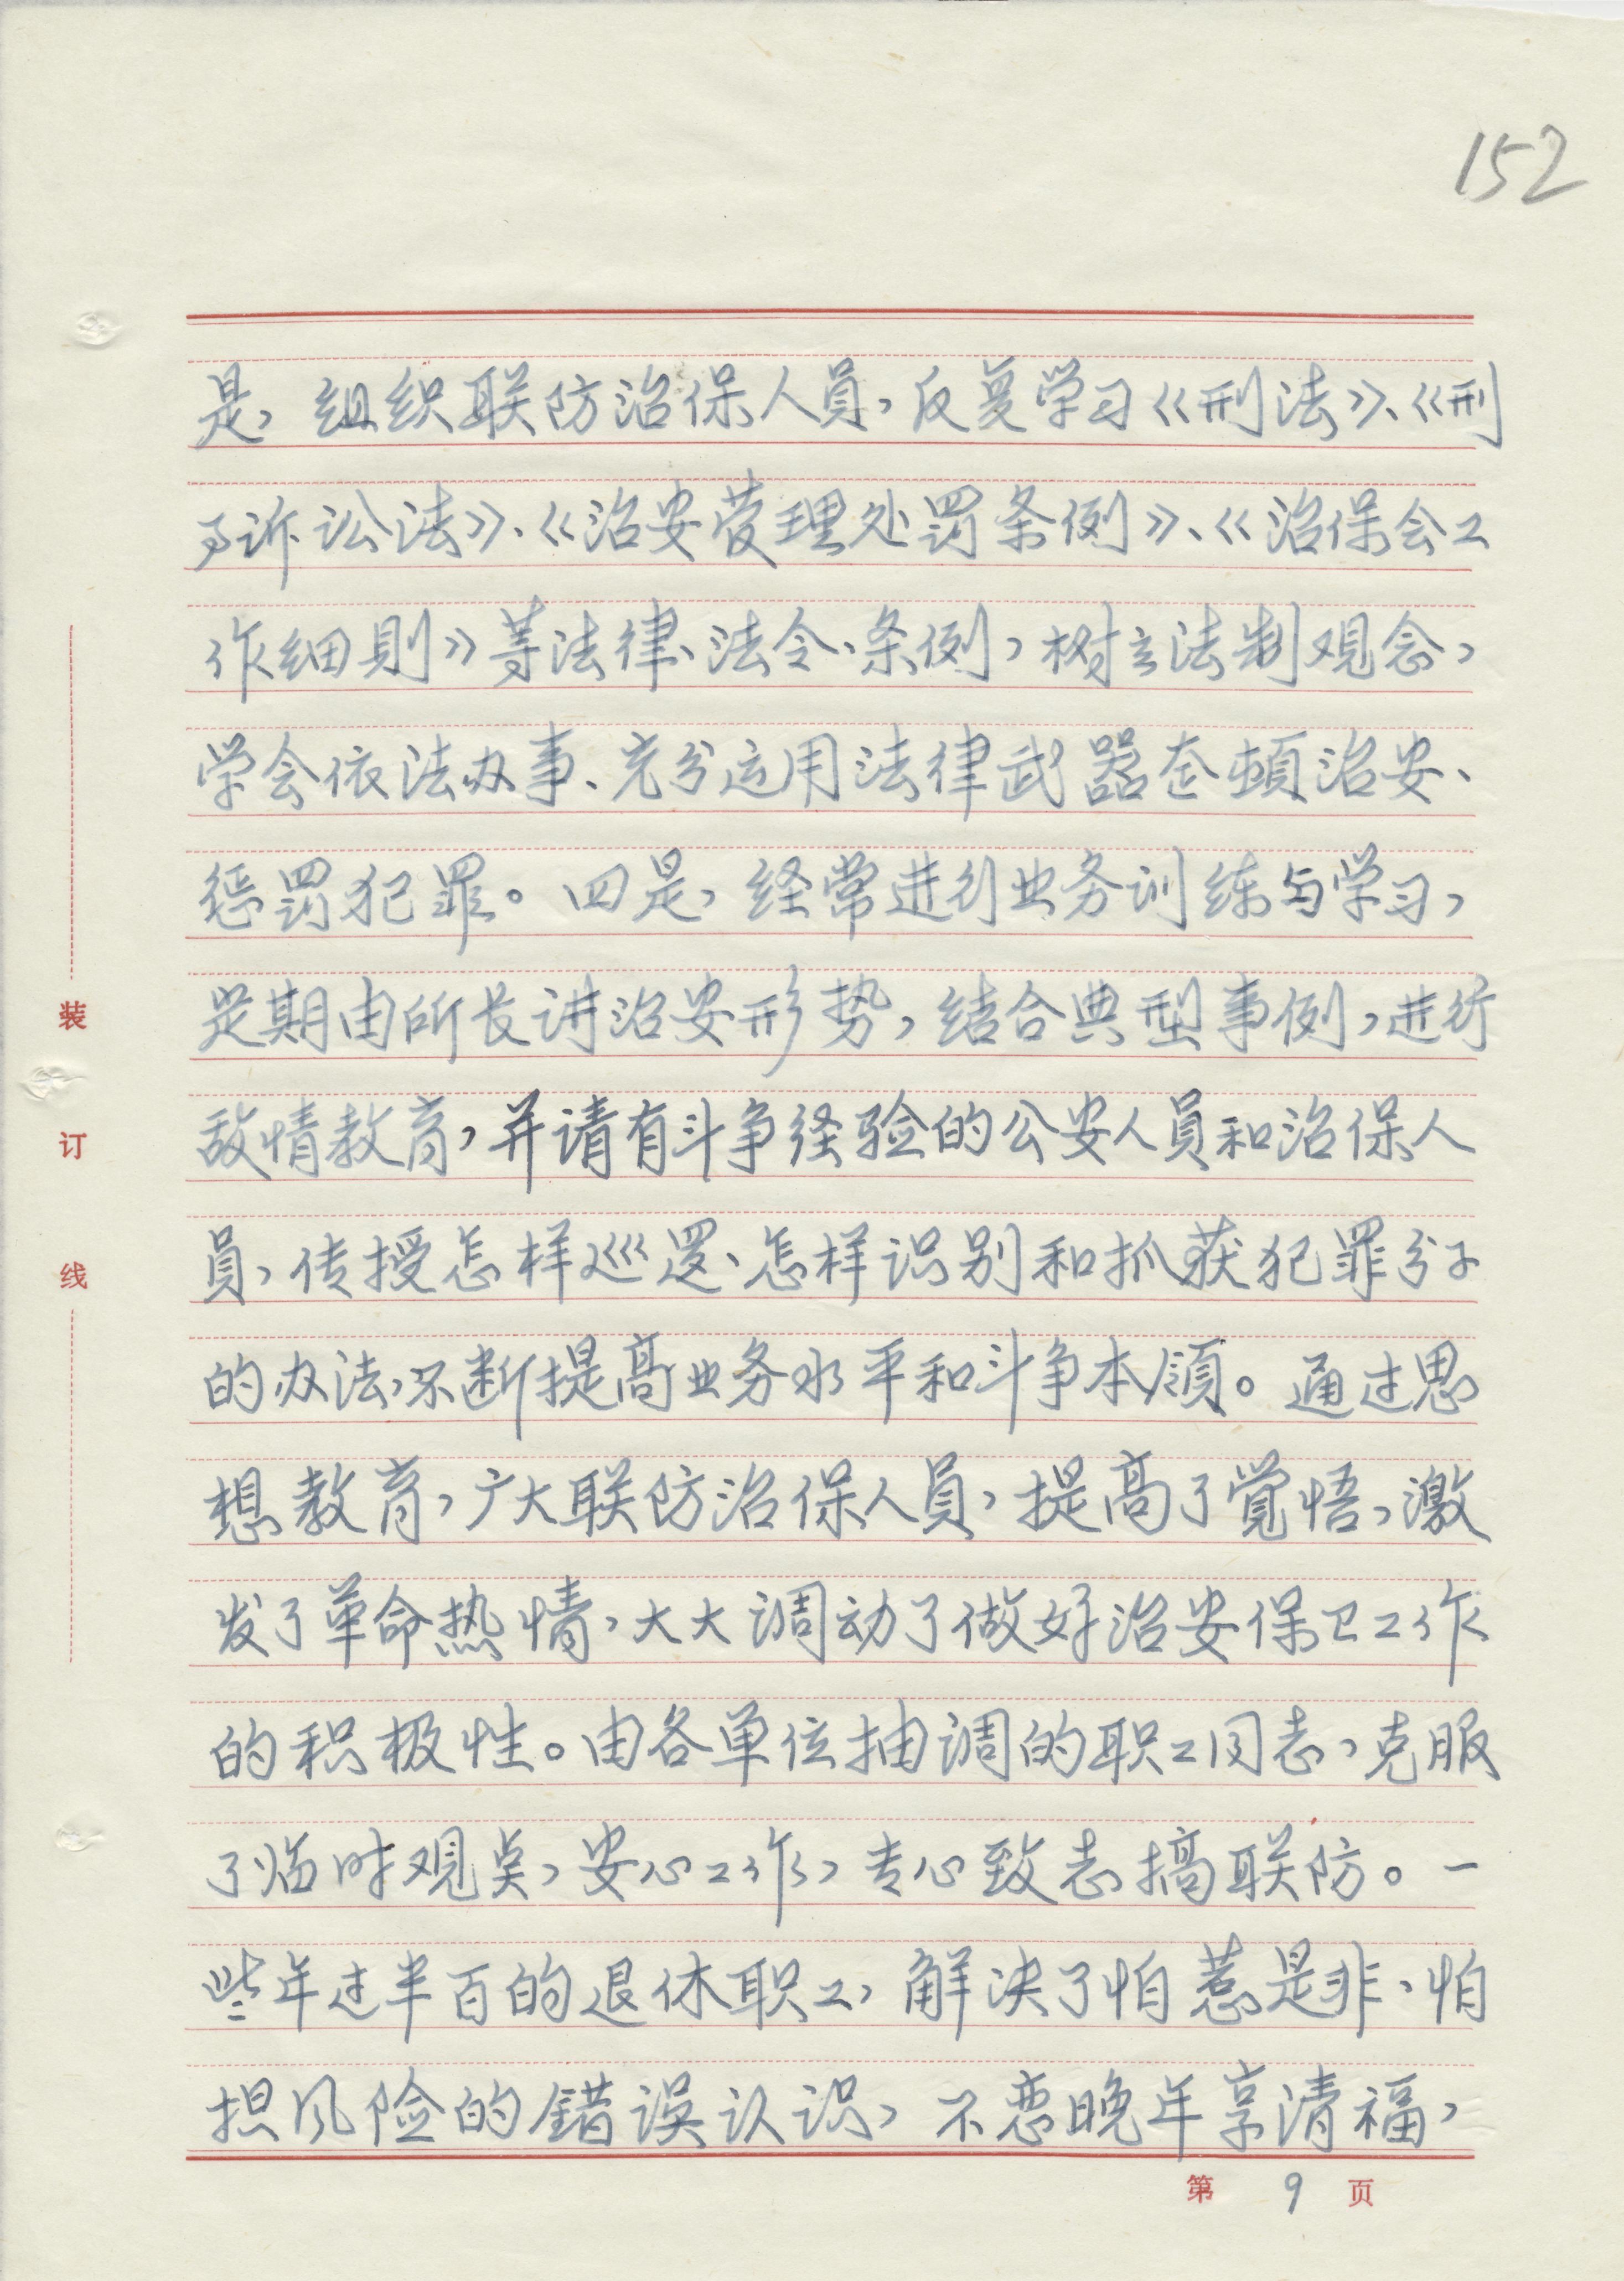 152
是，组织联防治保人员，反复学习《刑法》、《刑
事诉讼法》、《治安管理处罚条例》、《治保会工
作细则》等法律、法令、条例，树立法制观念，
学会依法办事、充分运用法律武器整顿治安、
惩罚犯罪。四是，经常进行业务训练与学习，
定期由所长讲治安形势，结合典型事例，进行
敌情教育，并请有斗争经验的公安人员和治保人
员，传授怎样巡逻、怎样识别和抓获犯罪分子
的办法，不断提高业务水平和斗争本领。通过思
想教育，广大联防治保人员，提高了觉悟，激
发了革命热情，大大调动了做好治安保卫工作
的积极性。由各单位抽调的职工同志，克服
了临时观点，安心工作，专心致志搞联防。一
些年过半百的退休职工，解决了怕惹是非、怕
担风险的错误认识，不恋晚年享清福，
装
订
线
第 9 页